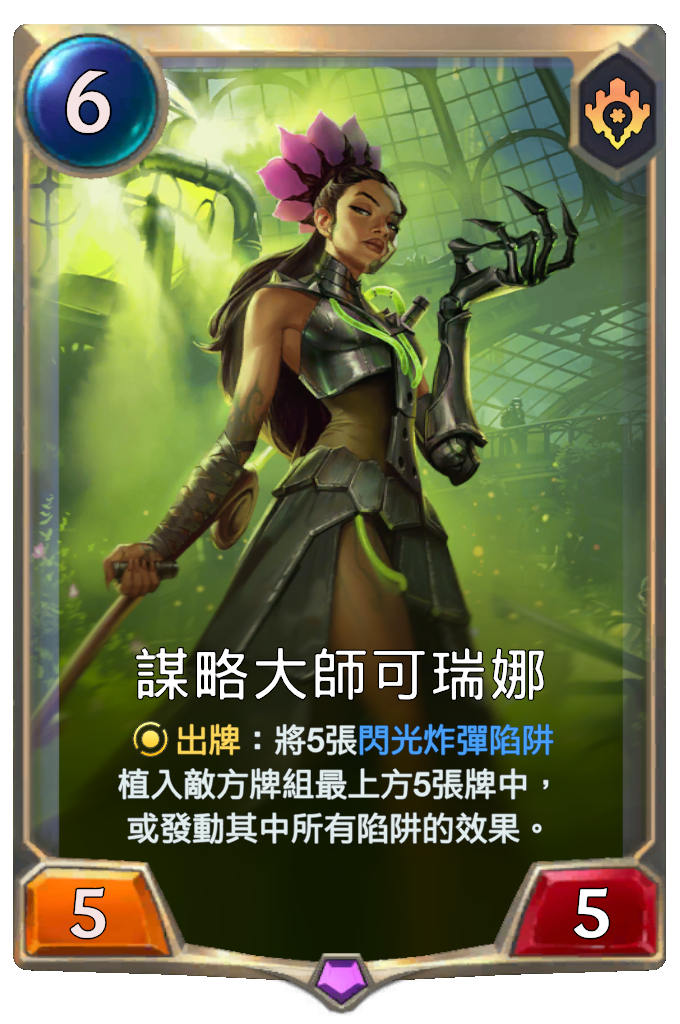 6
謀略大師可瑞娜
出牌：將5張閃光炸彈陷阱
植入敵方牌組最上方5張牌中，
或發動其中所有陷阱的效果。
5
5